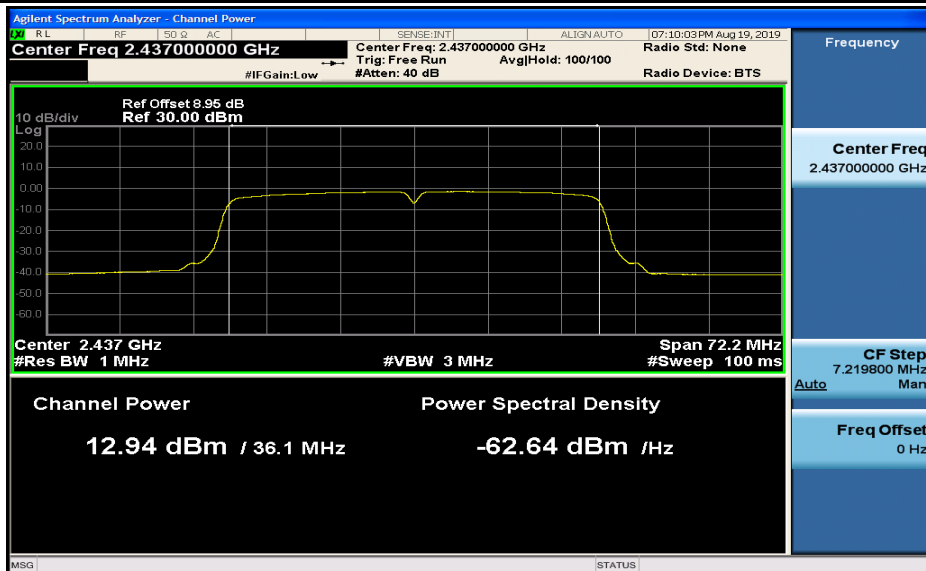 Agilent Spectrum Analyzer - Channel Power
LXI RL RF 50 Ω AC SENSE:INT ALIGN AUTO 07:10:03 PM Aug 19, 2019
Center Freq 2.437000000 GHz
Center Freq: 2.437000000 GHz
Radio Std: None
Trig: Free Run Avg|Hold: 100/100
#IFGain:Low
#Atten: 40 dB
Radio Device: BTS
Ref Offset 8.95 dB
10 dB/div Ref 30.00 dBm
Log
20.0
10.0
0.00
-10.0
-20.0
-30.0
-40.0
-50.0
-60.0
Center 2.437 GHz
Span 72.2 MHz
#Res BW 1 MHz
#VBW 3 MHz
#Sweep 100 ms
Channel Power
Power Spectral Density
12.94 dBm / 36.1 MHz
-62.64 dBm /Hz
MSG
STATUS
Frequency
Center Freq
2.437000000 GHz
CF Step
7.219800 MHz
Auto Man
Freq Offset
0 Hz